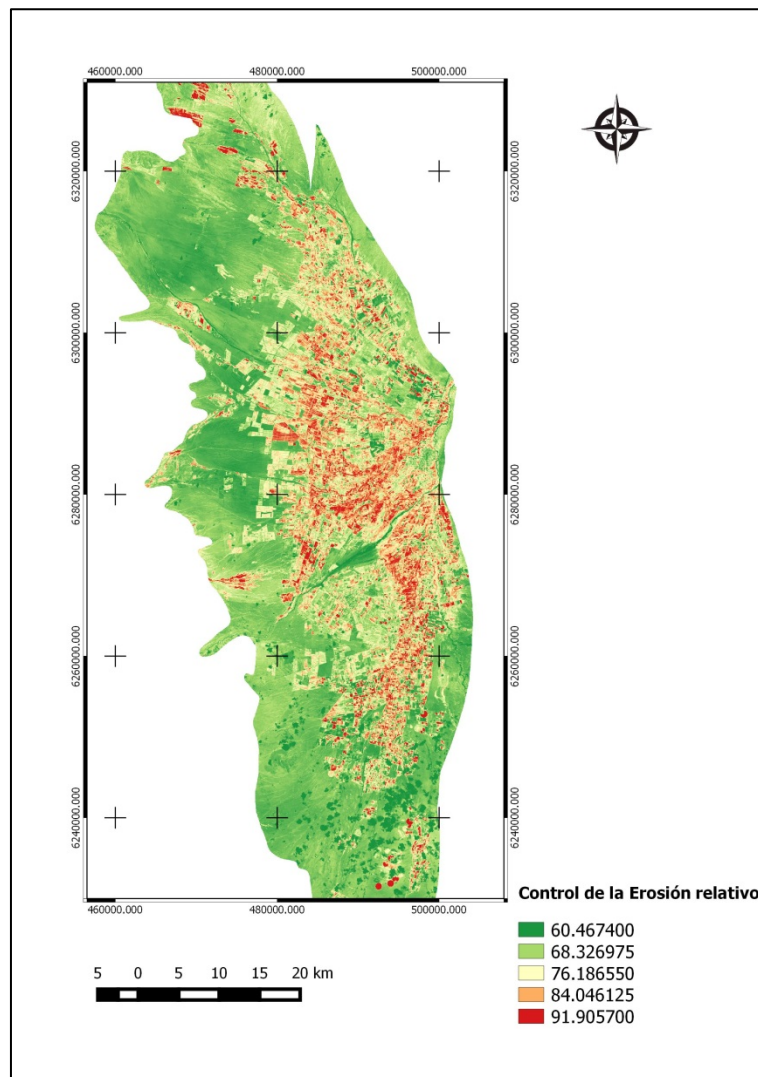 460000.000 480000.000 500000.000
6320000.000 6320000.000
6300000.000 6300000.000
6280000.000 6280000.000
6260000.000 6260000.000
6240000.000 6240000.000
460000.000 480000.000 500000.000
Control de la Erosión relativo
60.467400
68.326975
76.186550
84.046125
91.905700
5 0 5 10 15 20 km